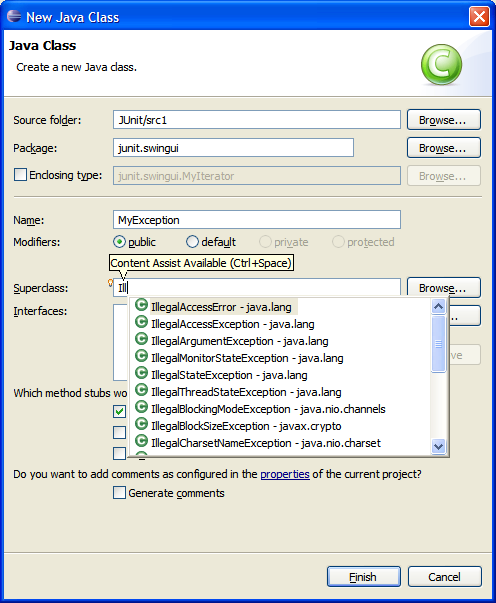 New Java Class
Java Class
Create a new Java class.
C
Source folder: JUnit/src1 Browse...
Package: junit.swingui Browse...
Enclosing type: junit.swingui.MyIterator Browse...
Name: MyException
Modifiers: public default private protected
Content Assist Available (Ctrl+Space)
Superclass: Ill Browse...
Interfaces:
C IllegalAccessError - java.lang
C IllegalAccessException - java.lang
C IllegalArgumentException - java.lang
C IllegalMonitorStateException - java.lang
C IllegalStateException - java.lang
C IllegalThreadStateException - java.lang
C IllegalBlockingModeException - java.nio.channels
C IllegalBlockSizeException - javax.crypto
C IllegalCharsetNameException - java.nio.charset
Which method stubs wo
Do you want to add comments as configured in the properties of the current project?
Generate comments
Finish Cancel